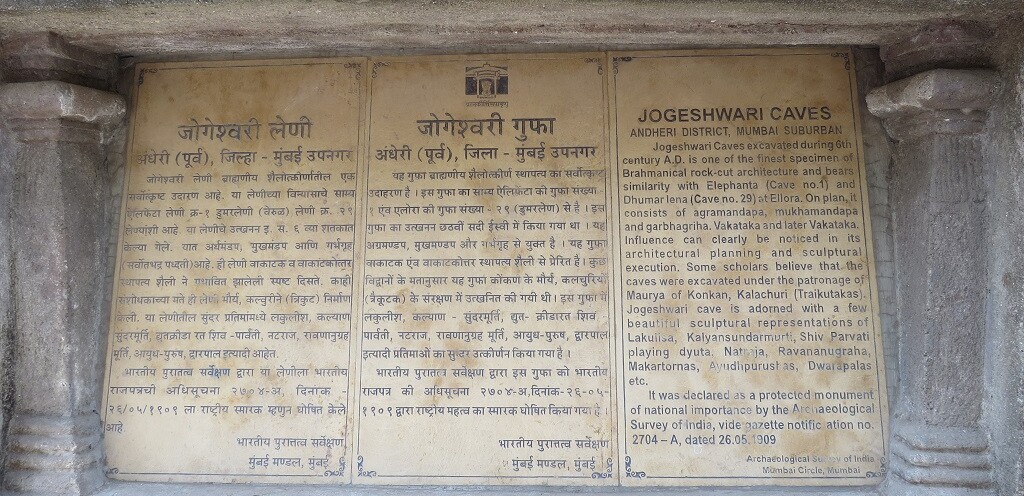 जोगेश्वरी लेणी
अंधेरी (पूर्व), जिल्हा - मुंबई उपनगर
जोगेश्वरी लेणी ब्राह्मणीय शैलोत्कीर्णतील एक
सर्वोत्कृष्ट उदारण आहे. या लेणीच्या विन्यासाचे साम्य
ऐलिफेंटा लेणी क्र-१ डुमरलेणी (वेरुळ) लेणी क्र. २९
लेण्यांशी आहे. या लेणीचे उत्खनन इ. स. ६ व्या शतकात
केल्या गेले. यात अर्धमंडप, मुखमंडप आणि गर्भगृह
(सर्वोतभद्र पध्दती)आहे. ही लेणी वाकाटक व वाकाटकोत्तर
स्थापत्य शैली ने प्रभावित झालेली स्पष्ट दिसते. काही
संशोधकाच्या मते ही लेणी मौर्य, कल्चुरीने (त्रिकुट) निर्माण
केली. या लेणीतील सुंदर प्रतिमांमध्ये लकुलीश, कल्याण
सुंदरमुर्ति, द्युतक्रीडा रत शिव -पार्वती, नटराज, रावणानुग्रह
मूर्ति, आयुध-पुरुष, द्वारपाल इत्यादी आहेत.
भारतीय पुरातत्व सर्वेक्षण द्वारा या लेणीला भारतीय
राजपत्रची अधिसूचना २७०४-अ, दिनांक
२६/०५/१९०९ ला राष्ट्रीय स्मारक म्हणुन घोषित केले
आहे.
भारतीय पुरातत्व सर्वेक्षण,
मुंबई मण्डल, मुंबई
जोगेश्वरी गुफा
अंधेरी (पूर्व), जिला - मुंबई उपनगर
यह गुफा ब्राह्मणीय शैलोत्कीर्ण स्थापत्य का सर्वोत्कृष्ट
उदाहरण है । इस गुफा का साम्य ऐलिफेंटा की गुफा संख्या -
१ एंव एलोरा की गुफा संख्या - २९ (डुमरलेण) से है । इस
गुफा का उत्खनन छठवीं सदी ईस्वी में किया गया था । यह
अग्रमण्डप, मुखमण्डप और गर्भगृह से युक्त है । यह गुफा
वाकाटक एंव वाकाटकोत्तर स्थापत्य शैली से प्रेरित है । कुछ
विद्वानों के मतानुसार यह गुफा कोंकण के मौर्य, कलचुरियों
(त्रैकूटक) के संरक्षण में उत्खनित की गयी थी । इस गुफा में
लकुलीश, कल्याण - सुंदरमूर्ति, द्युत- क्रीडारत शिव -
पार्वती, नटराज, रावणानुग्रह मूर्ति, आयुध-पुरुष, द्वारपाल
इत्यादी प्रतिमाओं का सुन्दर उत्कीर्णन किया गया है ।
भारतीय पुरातत्व सर्वेक्षण द्वारा इस गुफा को भारतीय
राजपत्र की अधिसूचना २७०४-अ,दिनांक-२६-०५-
१९०९ द्वारा राष्ट्रीय महत्व का स्मारक घोषित किया गया है ।
भारतीय पुरातत्व सर्वेक्षण
मुंबई मण्डल, मुंबई
JOGESHWARI CAVES
ANDHERI DISTRICT, MUMBAI SUBURBAN
Jogeshwari Caves excavated during 6th
century A.D. is one of the finest specimen of
Brahmanical rock-cut architecture and bears
similarity with Elephanta (Cave no.1) and
Dhumar lena (Cave no. 29) at Ellora. On plan, it
consists of agramandapa, mukhamandapa
and garbhagriha. Vakataka and later Vakataka.
Influence can clearly be noticed in its
architectural planning and sculptural
execution. Some scholars believe that the
caves were excavated under the patronage of
Maurya of Konkan, Kalachuri (Traikutakas).
Jogeshwari cave is adorned with a few
beautiful sculptural representations of
Lakulisa, Kalyansundarmurti, Shiv Parvati
playing dyuta, Natraja, Ravananugraha,
Makartornas, Ayudhpurushas, Dwarapalas
etc.
It was declared as a protected monument
of national importance by the Archaeological
Survey of India, vide gazette notification no.
2704 – A, dated 26.05.1909
Archaeological Survey of India
Mumbai Circle, Mumbai